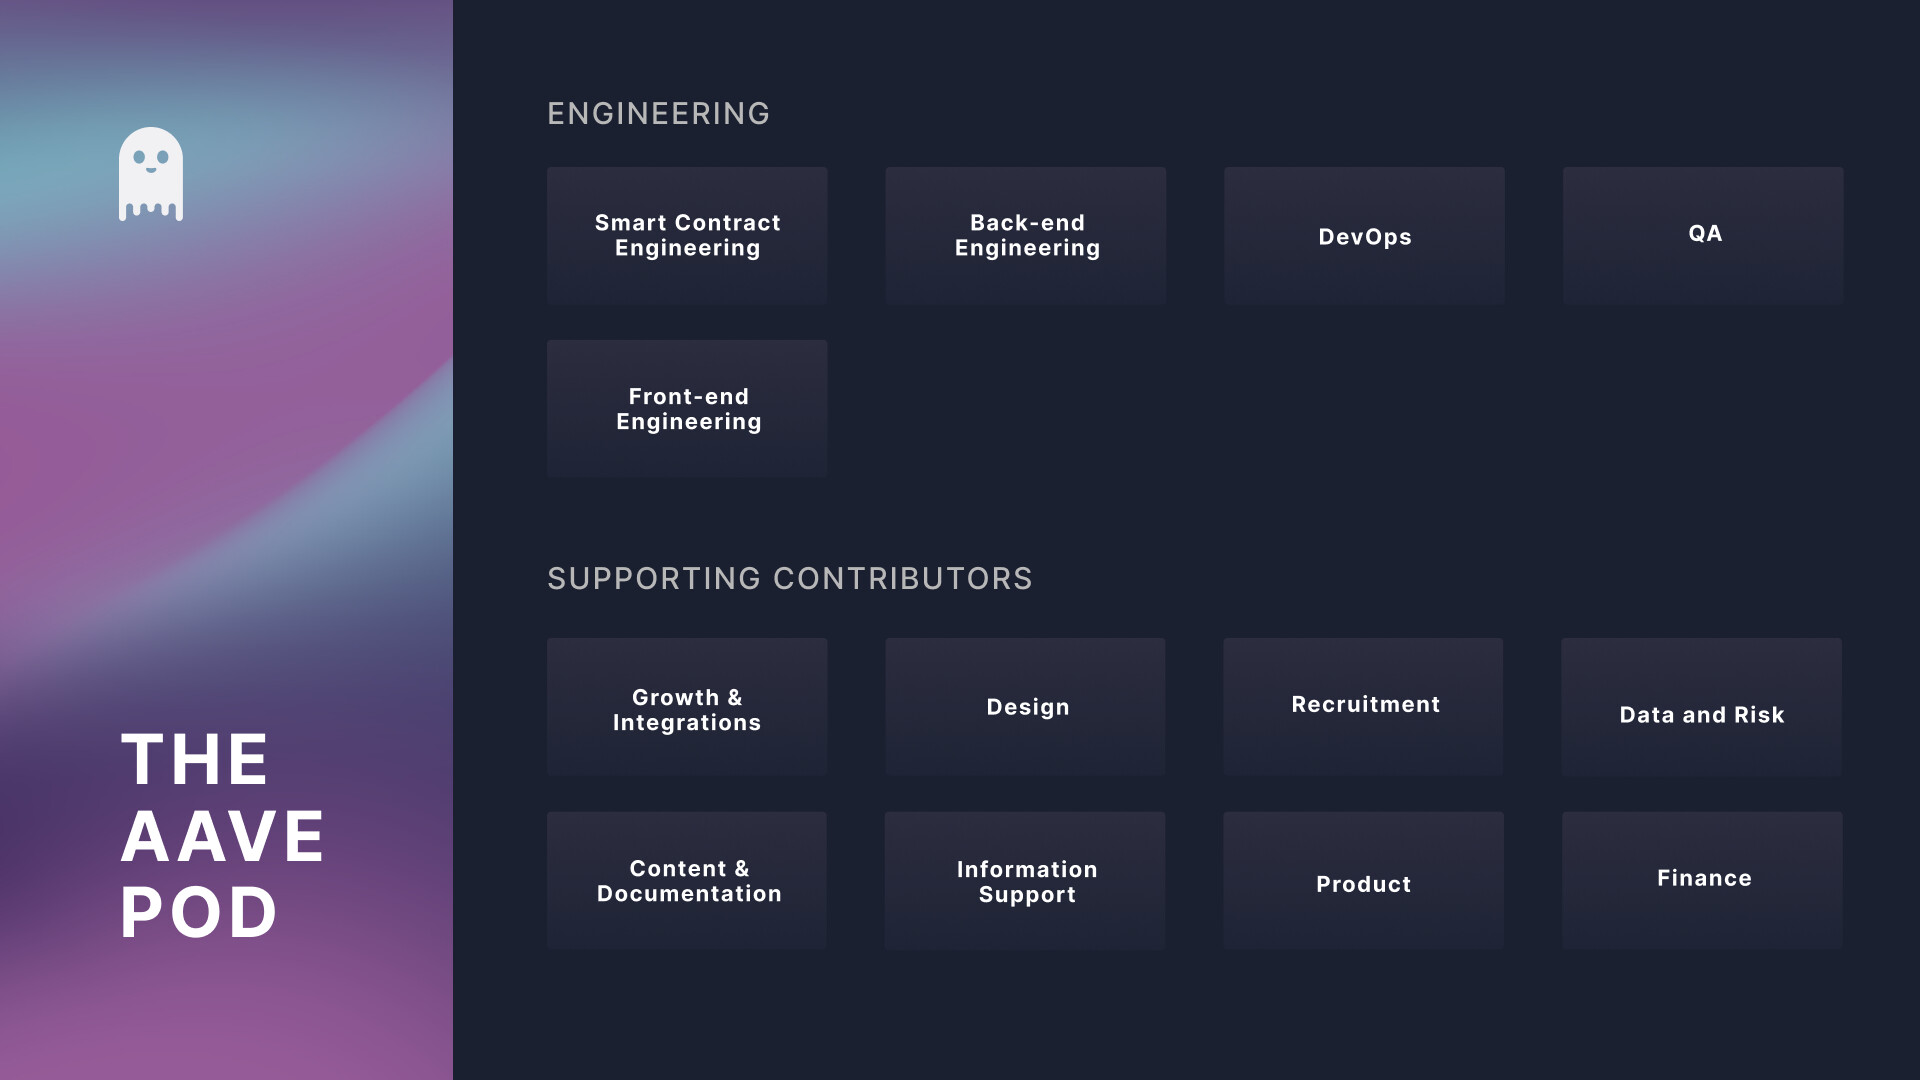 THE
AAVE
POD
ENGINEERING
Smart Contract
Engineering
Back-end
Engineering
DevOps
QA
Front-end
Engineering
SUPPORTING CONTRIBUTORS
Growth &
Integrations
Design
Recruitment
Data and Risk
Content &
Documentation
Information
Support
Product
Finance